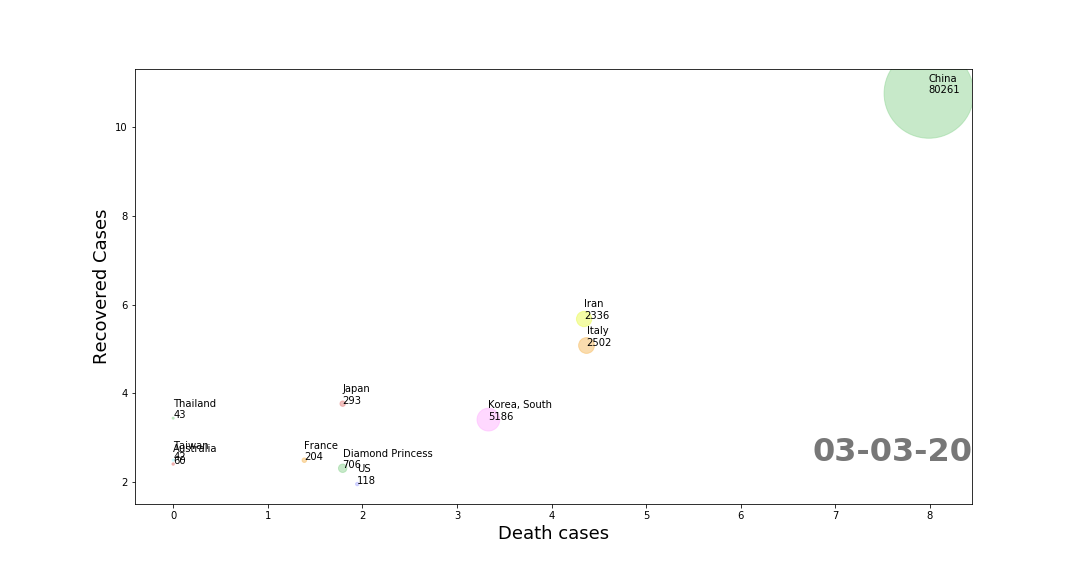 China
80261
10
8
Recovered Cases
Iran
2336
6
Italy
2502
Japan
293
4
Thailand
43
Korea, South
5186
Taiwan
42
Australia
60
France
204
Diamond Princess
706
US
118
03-03-20
2
0 1 2 3 4 5 6 7 8
Death cases